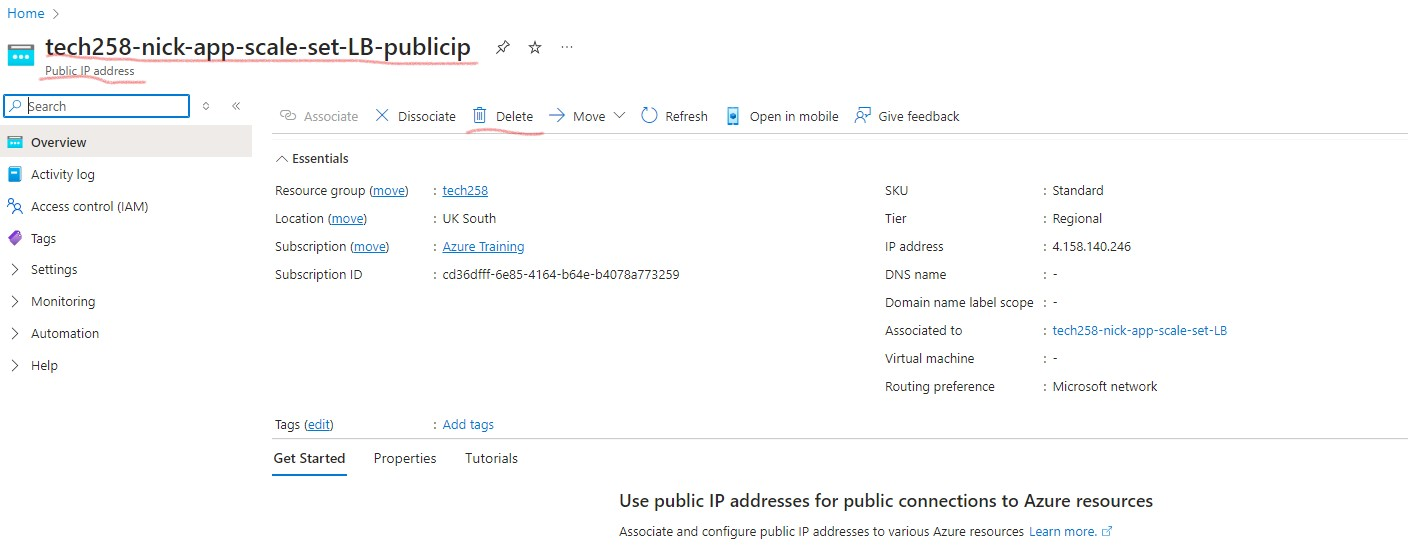 Home
tech258-nick-app-scale-set-LB-publicip
Public IP address
Search
Overview
Activity log
Access control (IAM)
Tags
Settings
Monitoring
Automation
Help
Associate Dissociate Delete Move Refresh Open in mobile Give feedback
Essentials
Resource group (move) : tech258
Location (move) : UK South
Subscription (move) : Azure Training
Subscription ID : cd36dfff-6e85-4164-b64e-b4078a773259
SKU : Standard
Tier : Regional
IP address : 4.158.140.246
DNS name : -
Domain name label scope : -
Associated to : tech258-nick-app-scale-set-LB
Virtual machine : -
Routing preference : Microsoft network
Tags (edit) : Add tags
Get Started Properties Tutorials
Use public IP addresses for public connections to Azure resources
Associate and configure public IP addresses to various Azure resources Learn more.